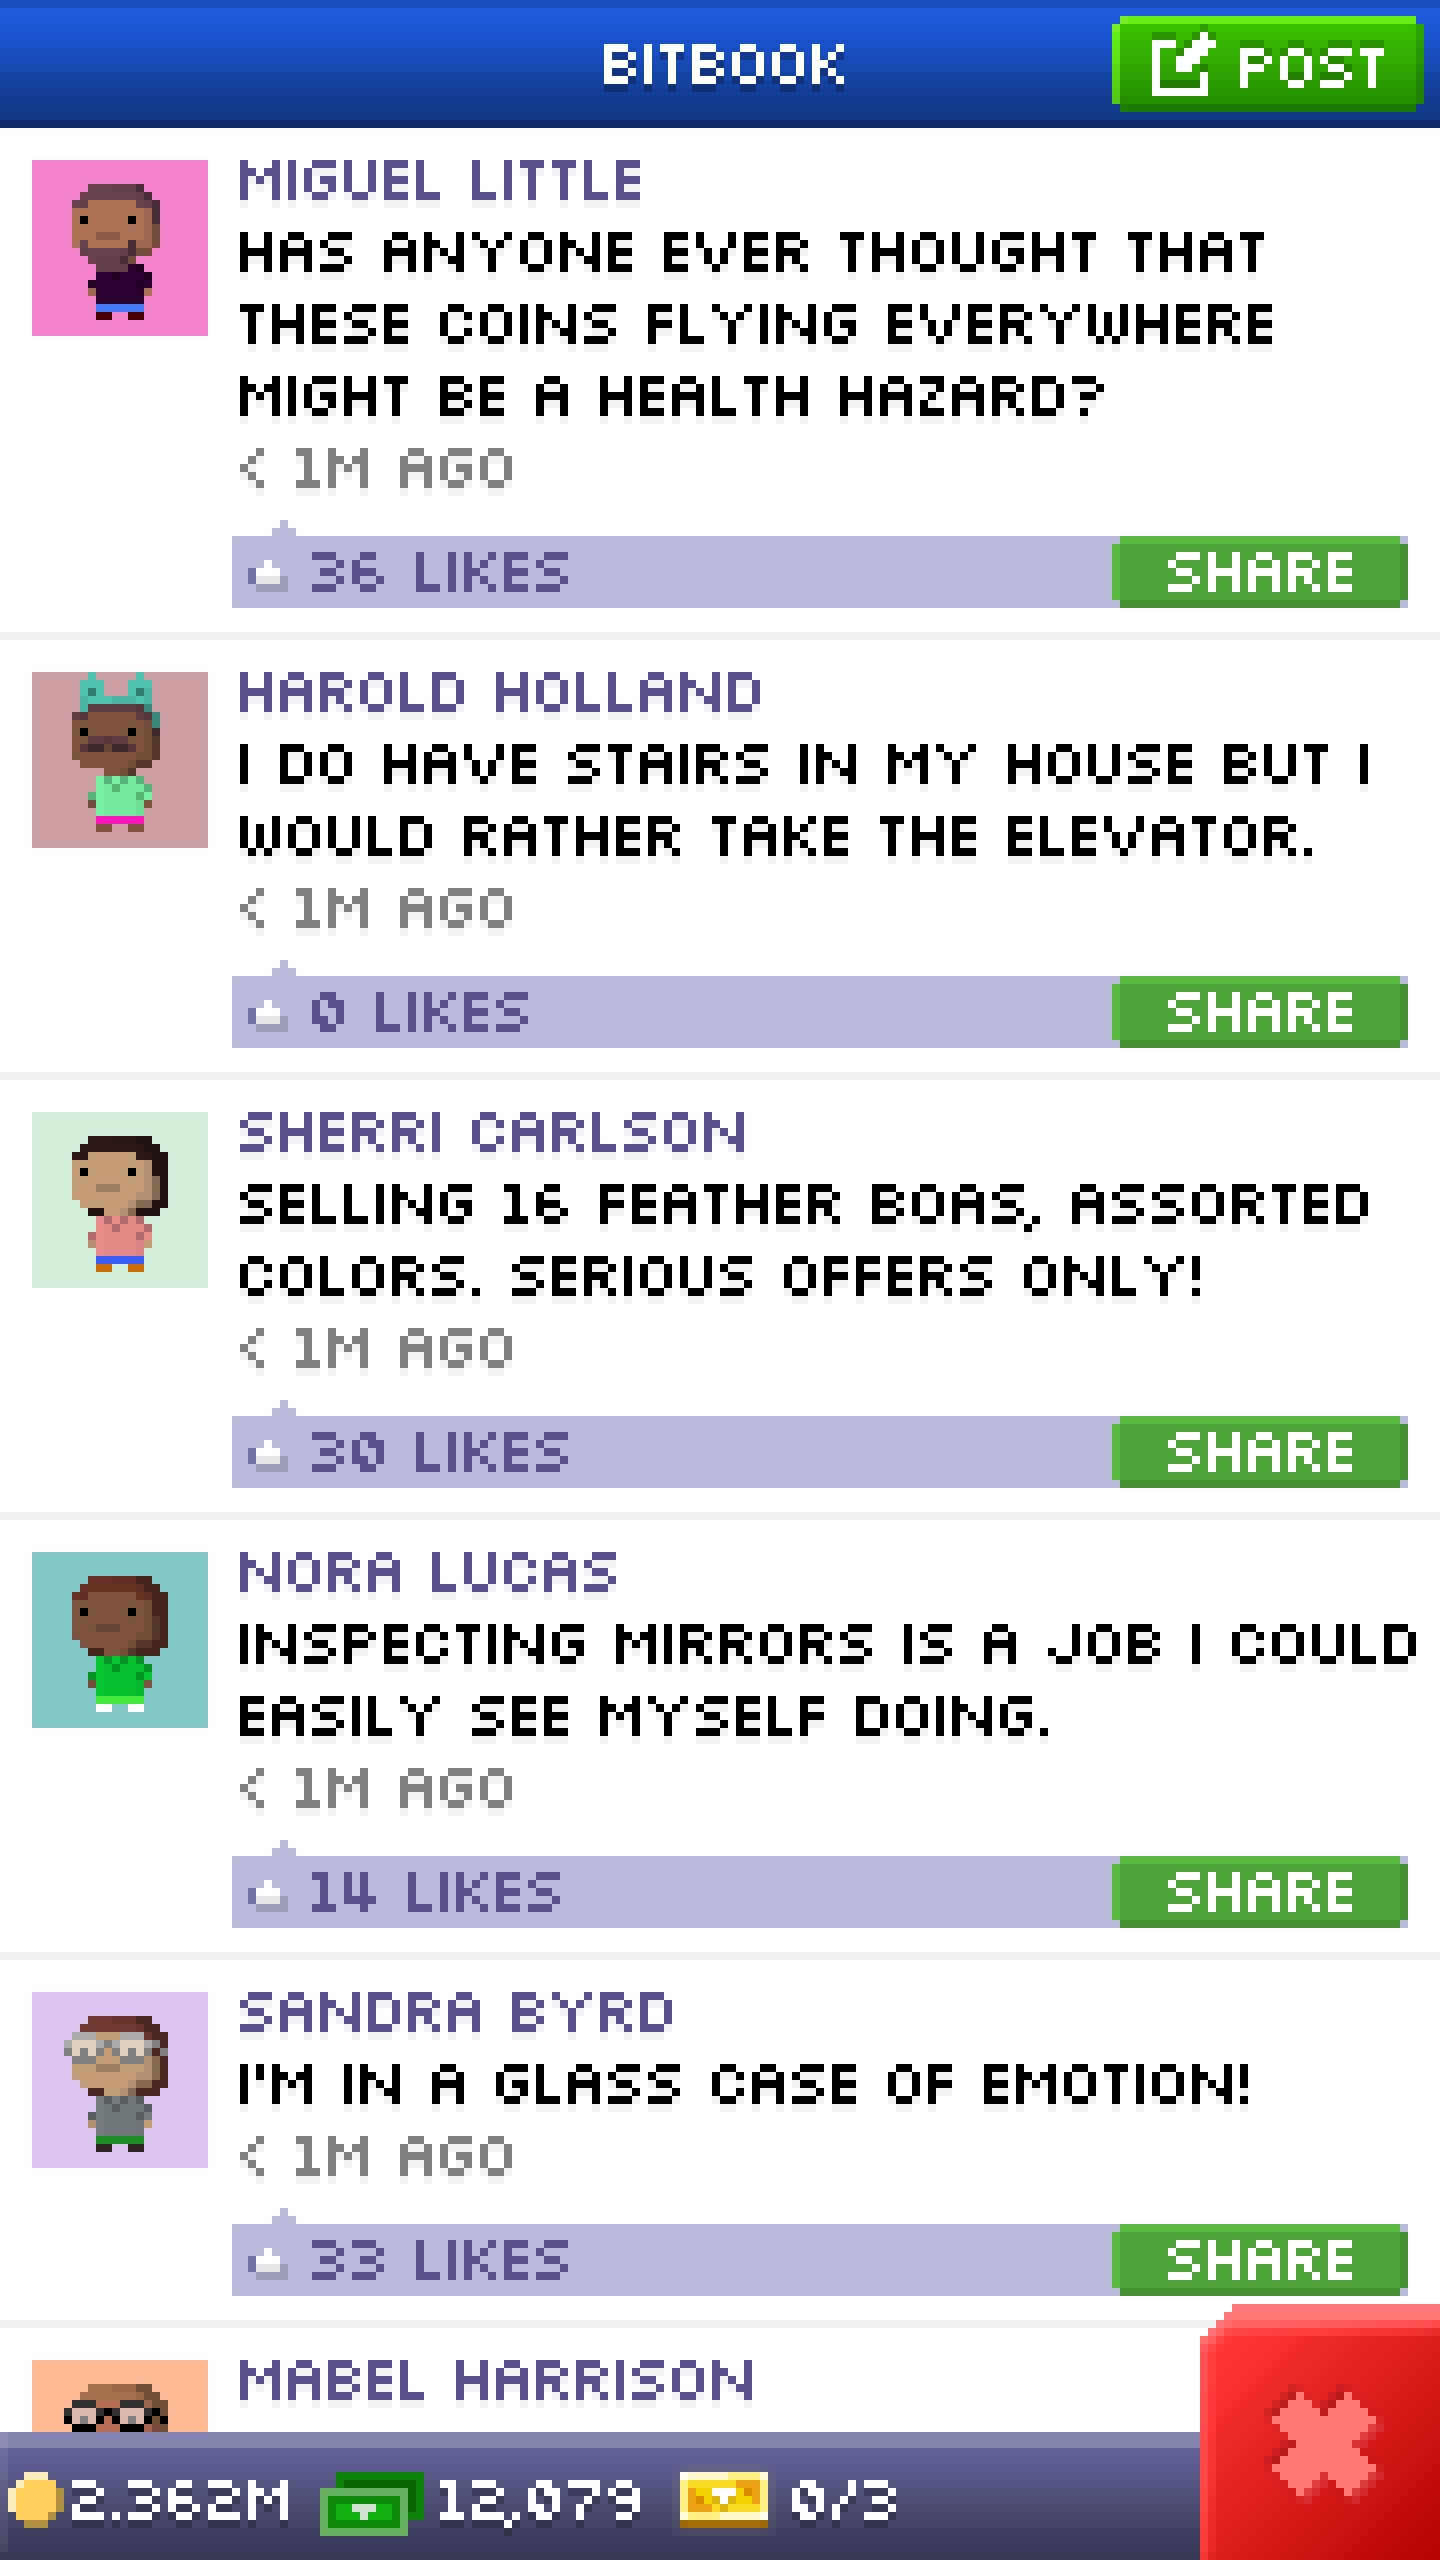 BITBOOK
POST
MIGUEL LITTLE
HAS ANYONE EVER THOUGHT THAT
THESE COINS FLYING EVERYWHERE
MIGHT BE A HEALTH HAZARD?
< 1M AGO
36 LIKES
SHARE
HAROLD HOLLAND
I DO HAVE STAIRS IN MY HOUSE BUT I
WOULD RATHER TAKE THE ELEVATOR.
< 1M AGO
0 LIKES
SHARE
SHERRI CARLSON
SELLING 16 FEATHER BOAS, ASSORTED
COLORS. SERIOUS OFFERS ONLY!
< 1M AGO
30 LIKES
SHARE
NORA LUCAS
INSPECTING MIRRORS IS A JOB I COULD
EASILY SEE MYSELF DOING.
< 1M AGO
14 LIKES
SHARE
SANDRA BYRD
I'M IN A GLASS CASE OF EMOTION!
< 1M AGO
33 LIKES
SHARE
MABEL HARRISON
2.362M 12,079 0/3